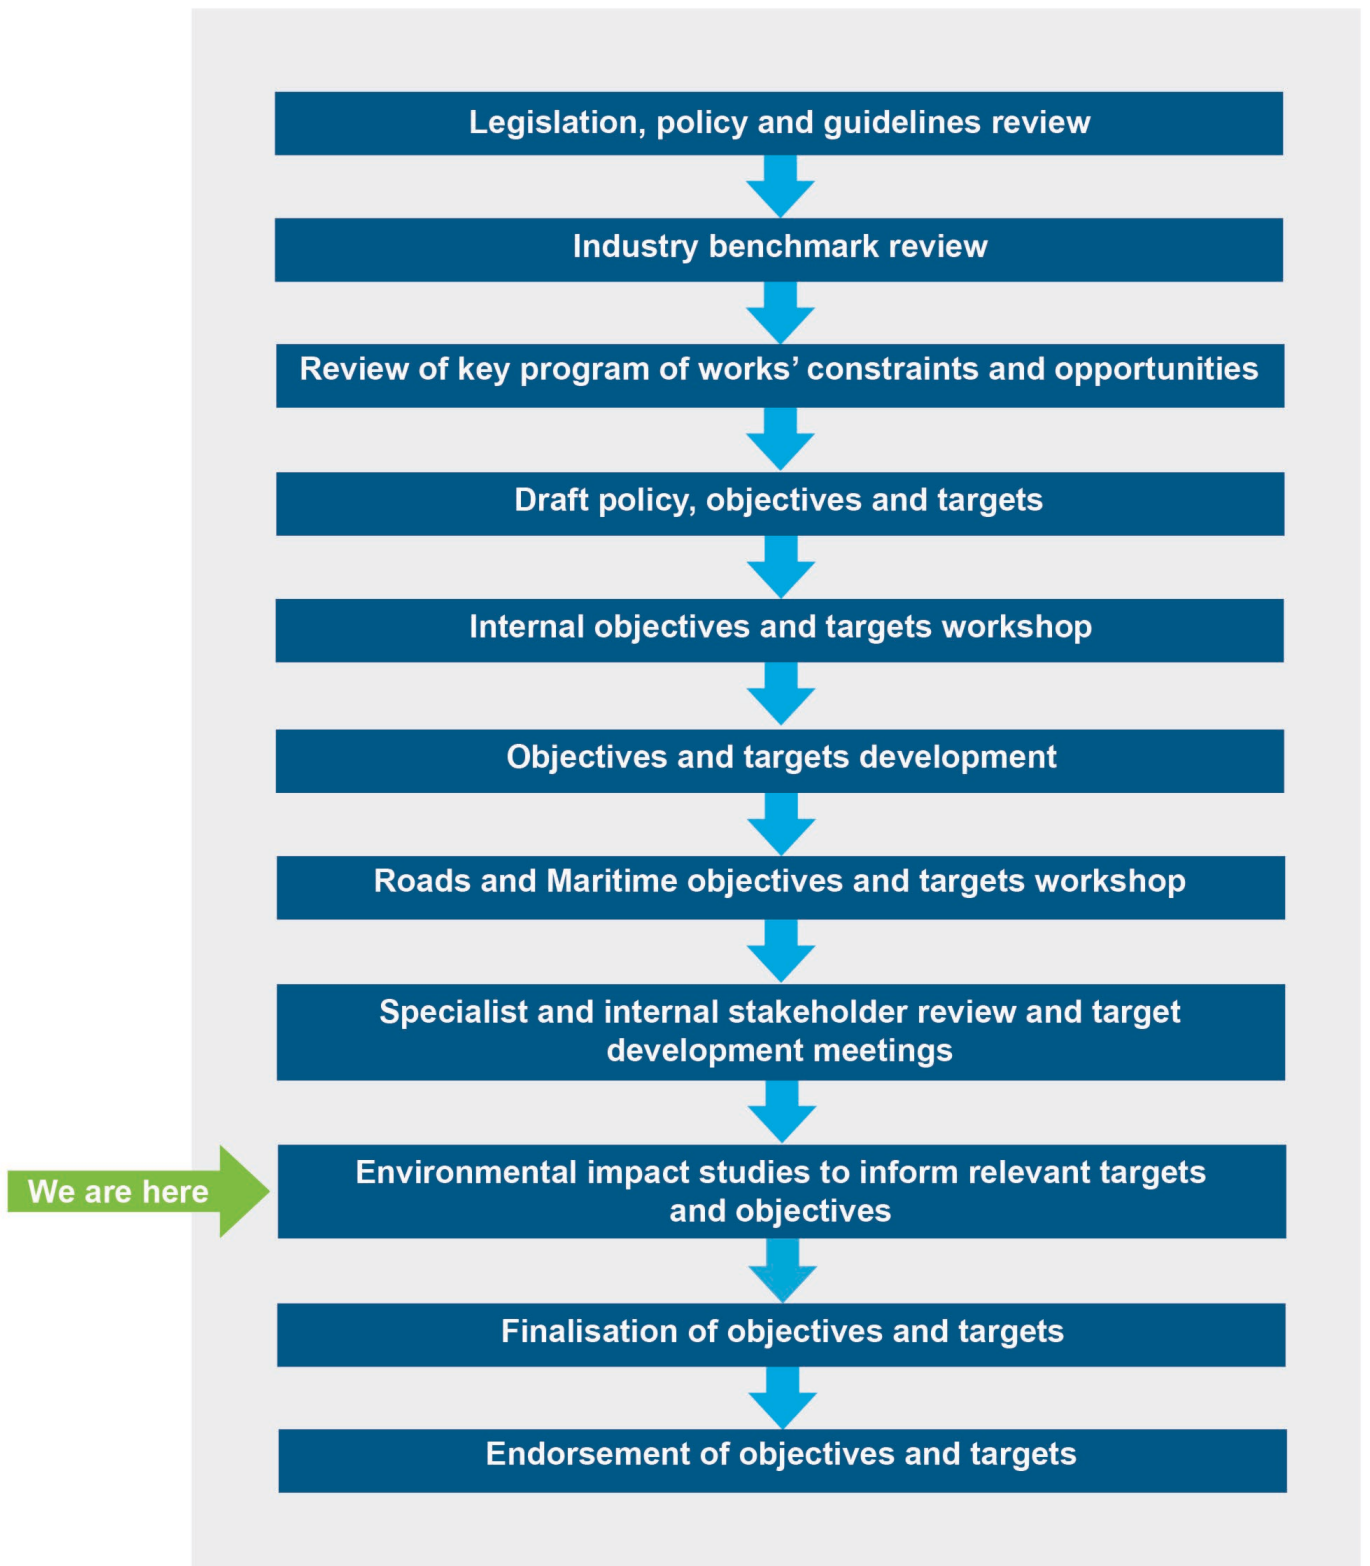 Legislation, policy and guidelines review
Industry benchmark review
Review of key program of works’ constraints and opportunities
Draft policy, objectives and targets
Internal objectives and targets workshop
Objectives and targets development
Roads and Maritime objectives and targets workshop
Specialist and internal stakeholder review and target
development meetings
We are here
Environmental impact studies to inform relevant targets
and objectives
Finalisation of objectives and targets
Endorsement of objectives and targets